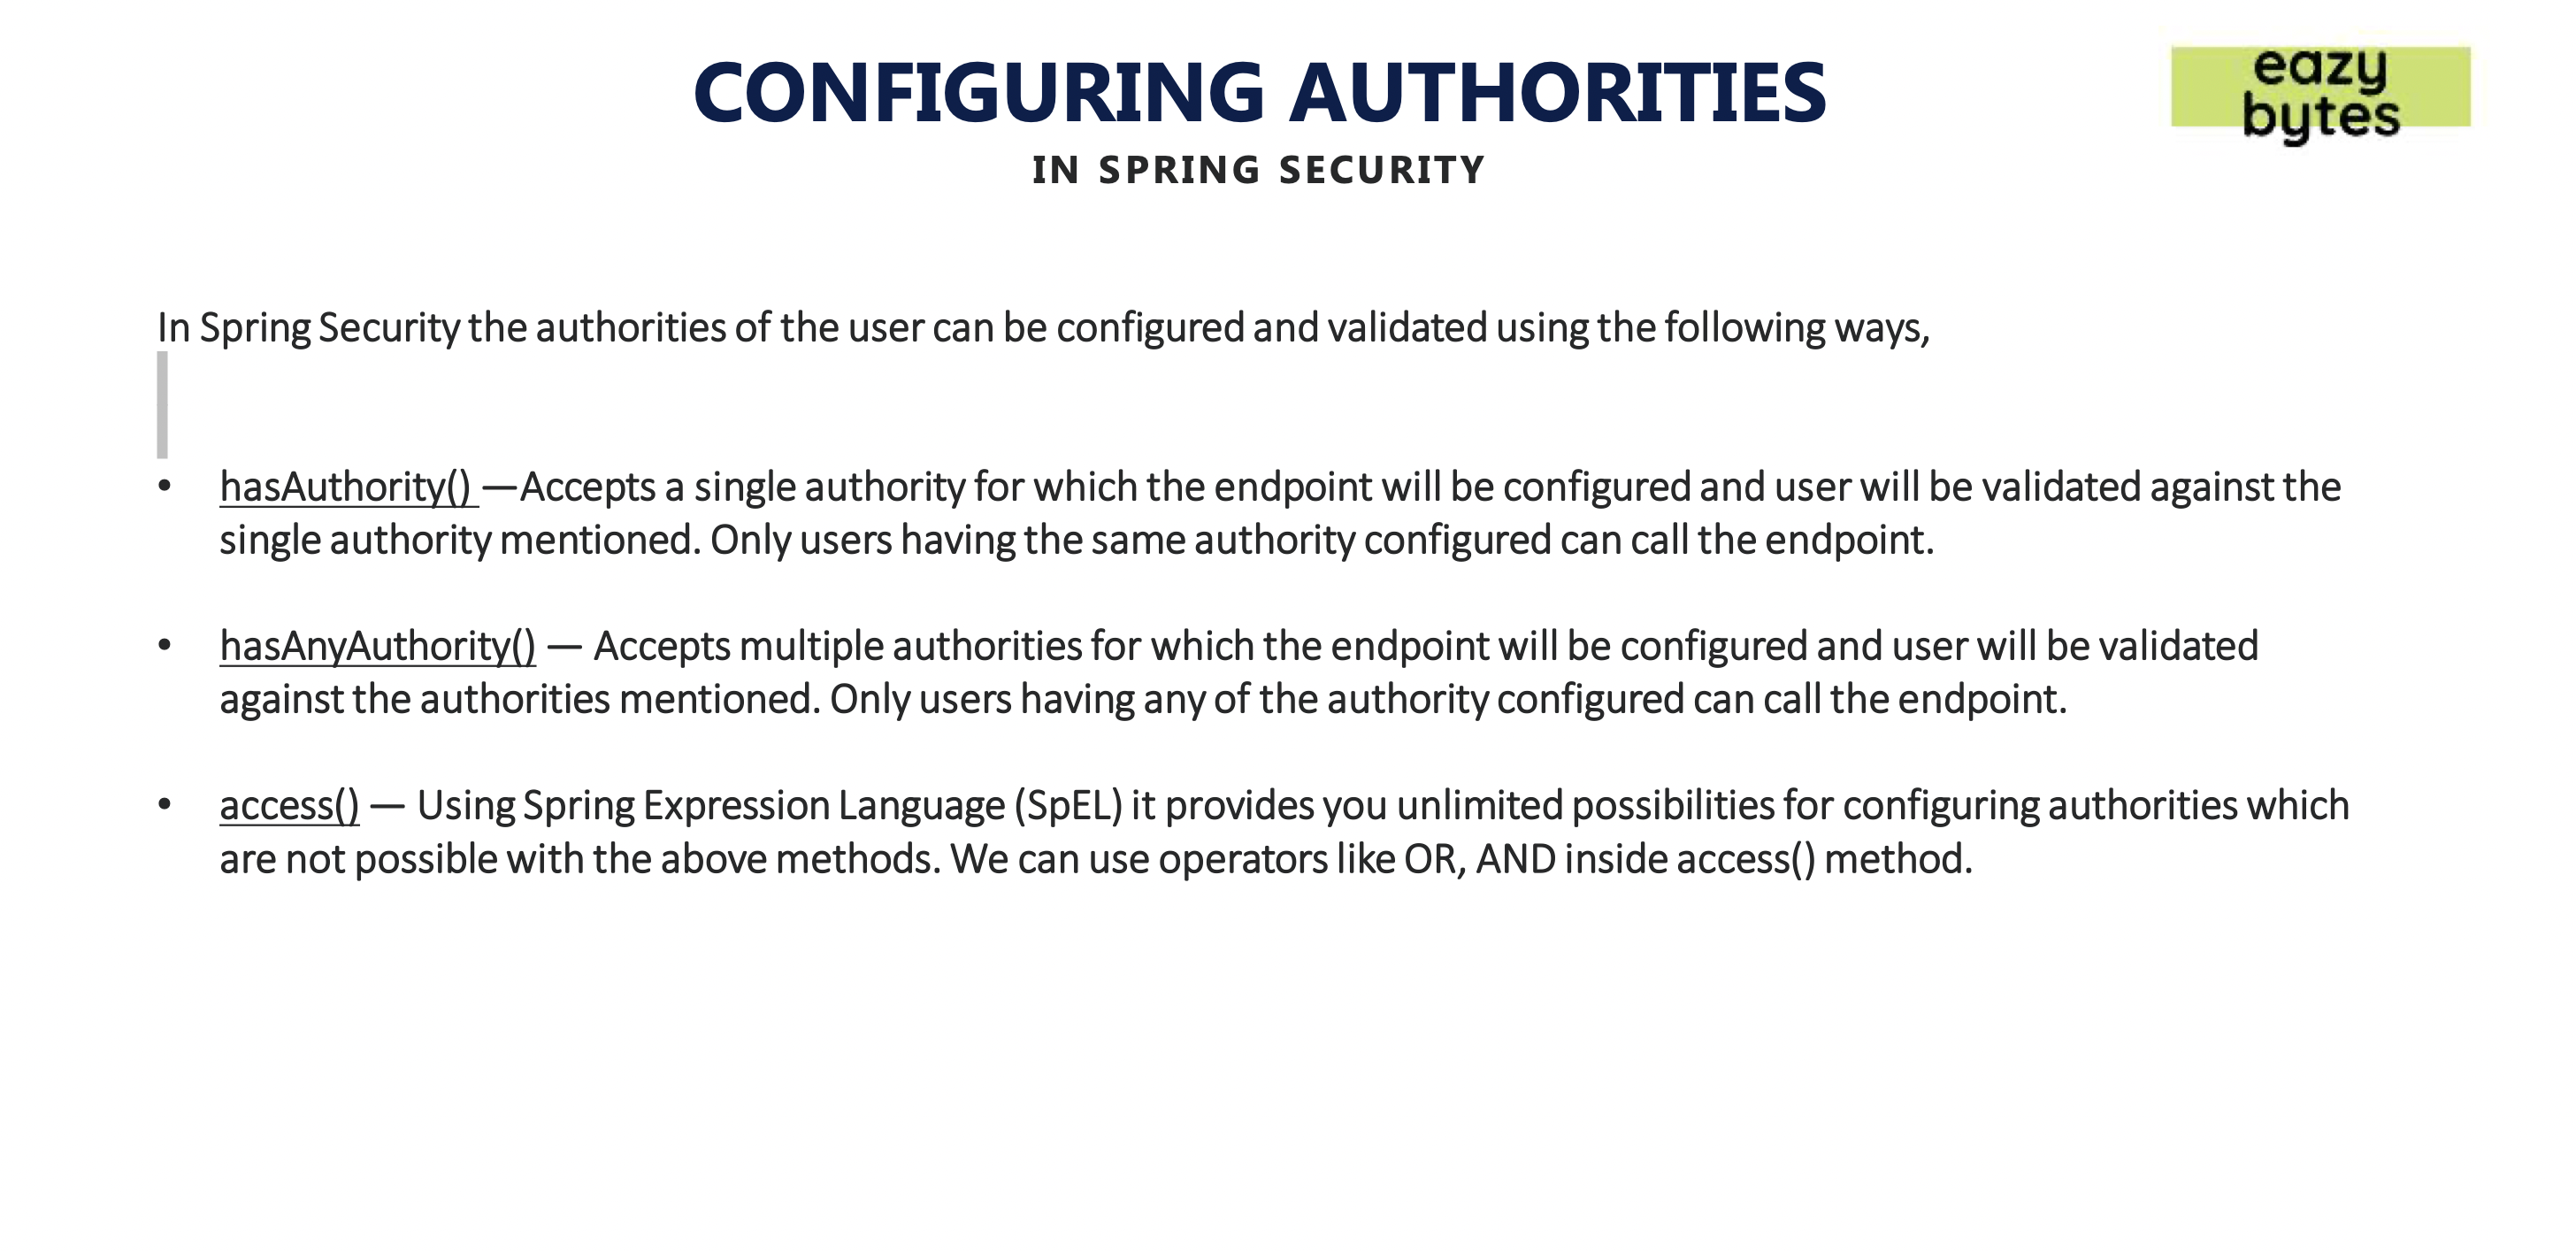 CONFIGURING AUTHORITIES
eazy
bytes
IN SPRING SECURITY
In Spring Security the authorities of the user can be configured and validated using the following ways,
• hasAuthority() —Accepts a single authority for which the endpoint will be configured and user will be validated against the
single authority mentioned. Only users having the same authority configured can call the endpoint.
• hasAnyAuthority() — Accepts multiple authorities for which the endpoint will be configured and user will be validated
against the authorities mentioned. Only users having any of the authority configured can call the endpoint.
• access() — Using Spring Expression Language (SpEL) it provides you unlimited possibilities for configuring authorities which
are not possible with the above methods. We can use operators like OR, AND inside access() method.